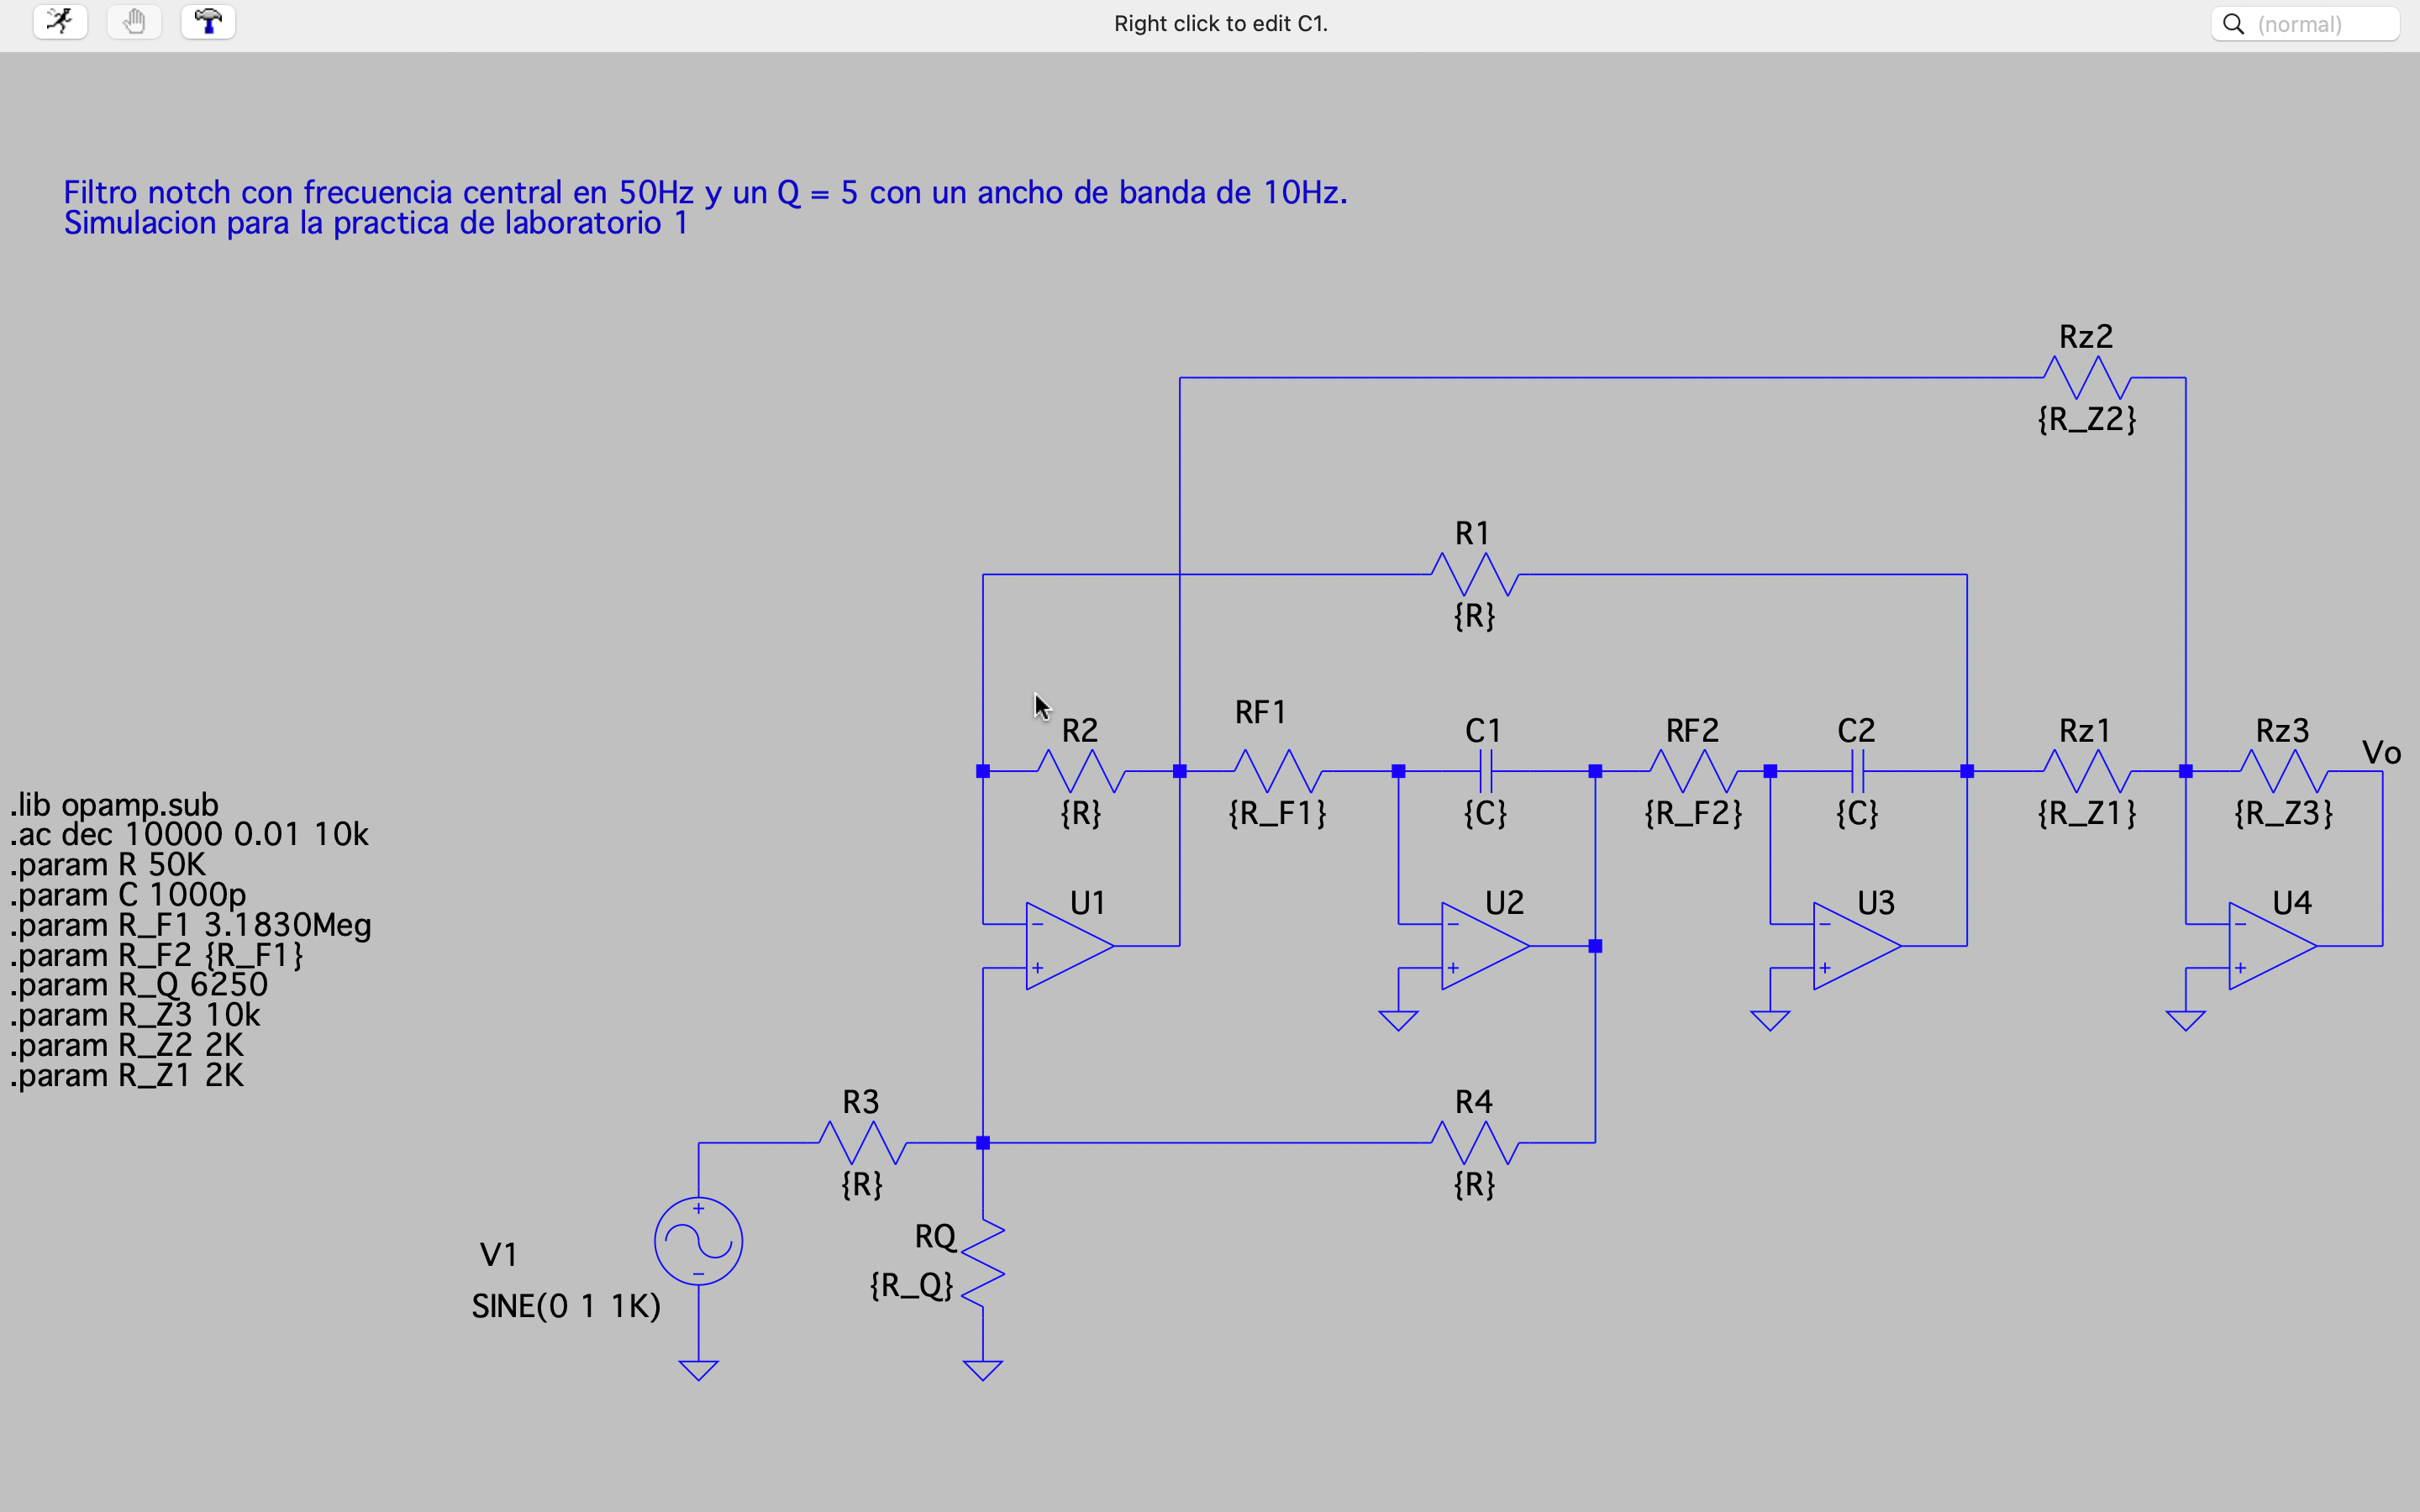 Right click to edit C1.
(normal)
Filtro notch con frecuencia central en 50Hz y un Q = 5 con un ancho de banda de 10Hz.
Simulacion para la practica de laboratorio 1
Rz2
{R_Z2}
R1
{R}
R2
{R}
RF1
{R_F1}
C1
{C}
RF2
{R_F2}
C2
{C}
Rz1
{R_Z1}
Rz3
{R_Z3}
Vo
.lib opamp.sub
.ac dec 10000 0.01 10k
.param R 50K
.param C 1000p
.param R_F1 3.1830Meg
.param R_F2 {R_F1}
.param R_Q 6250
.param R_Z3 10k
.param R_Z2 2K
.param R_Z1 2K
U1
U2
U3
U4
R3
{R}
R4
{R}
RQ
{R_Q}
V1
SINE(0 1 1K)